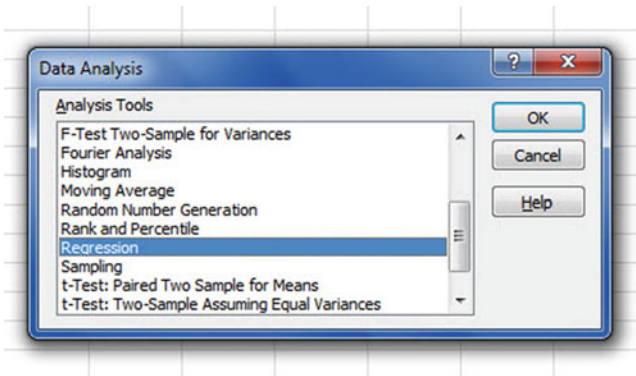 Data Analysis
?
X
Analysis Tools
F-Test Two-Sample for Variances
Fourier Analysis
Histogram
Moving Average
Random Number Generation
Rank and Percentile
Regression
Sampling
t-Test: Paired Two Sample for Means
t-Test: Two-Sample Assuming Equal Variances
OK
Cancel
Help